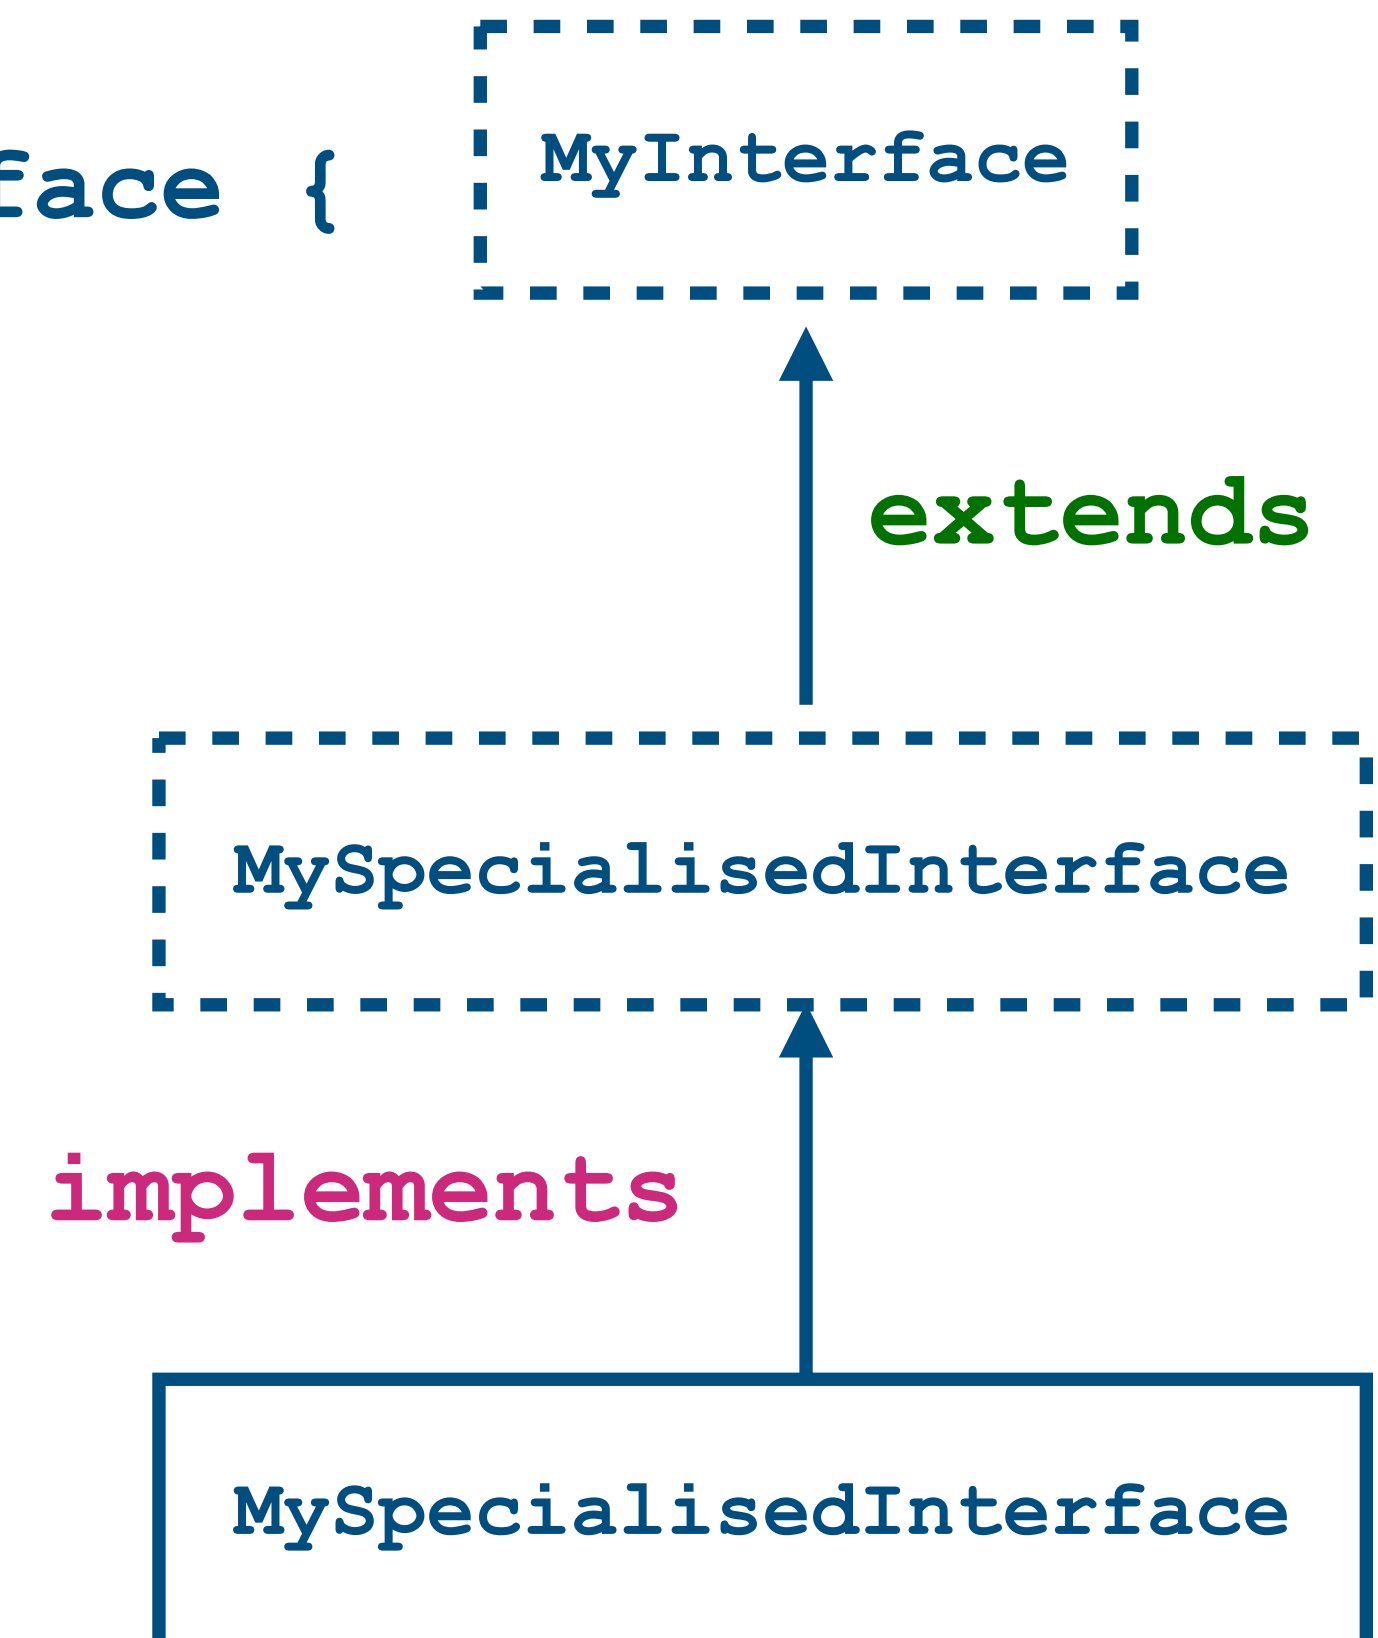 MyInterface
face {
extends
MySpecialisedInterface
implements
MySpecialisedInterface